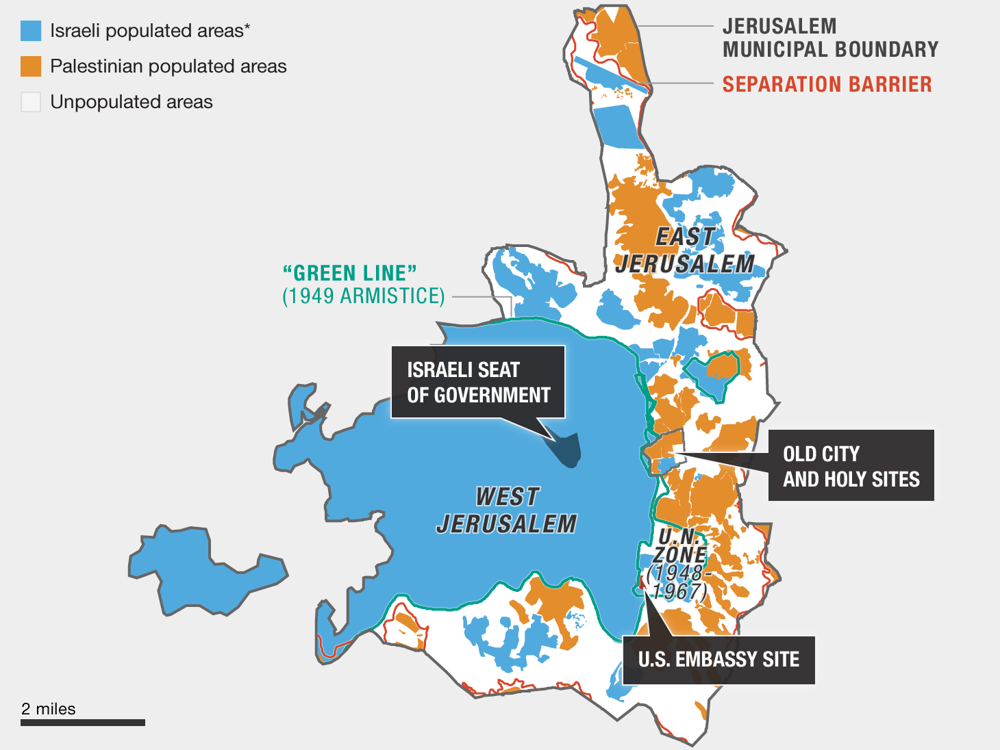 Israeli populated areas*
Palestinian populated areas
Unpopulated areas
JERUSALEM
MUNICIPAL BOUNDARY
SEPARATION BARRIER
EAST
JERUSALEM
“GREEN LINE”
(1949 ARMISTICE)
ISRAELI SEAT
OF GOVERNMENT
OLD CITY
AND HOLY SITES
WEST
JERUSALEM
U.N.
ZONE
(1948-
1967)
U.S. EMBASSY SITE
2 miles